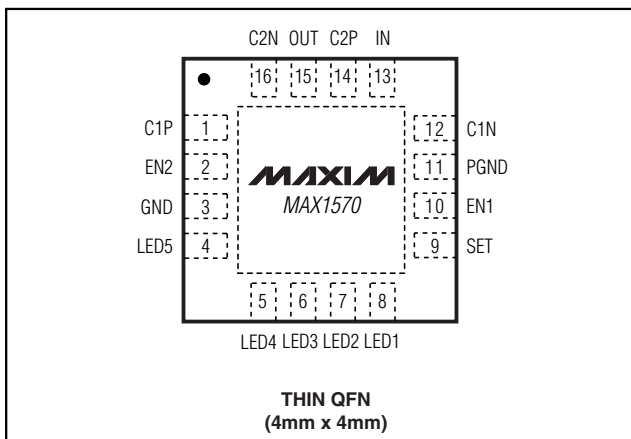 C2N OUT C2P IN
16 15 14 13
C1P 1 12 C1N
EN2 2 11 PGND
MAXIM
GND 3 MAX1570 10 EN1
LED5 4 9 SET
5 6 7 8
LED4 LED3 LED2 LED1
THIN QFN
(4mm x 4mm)